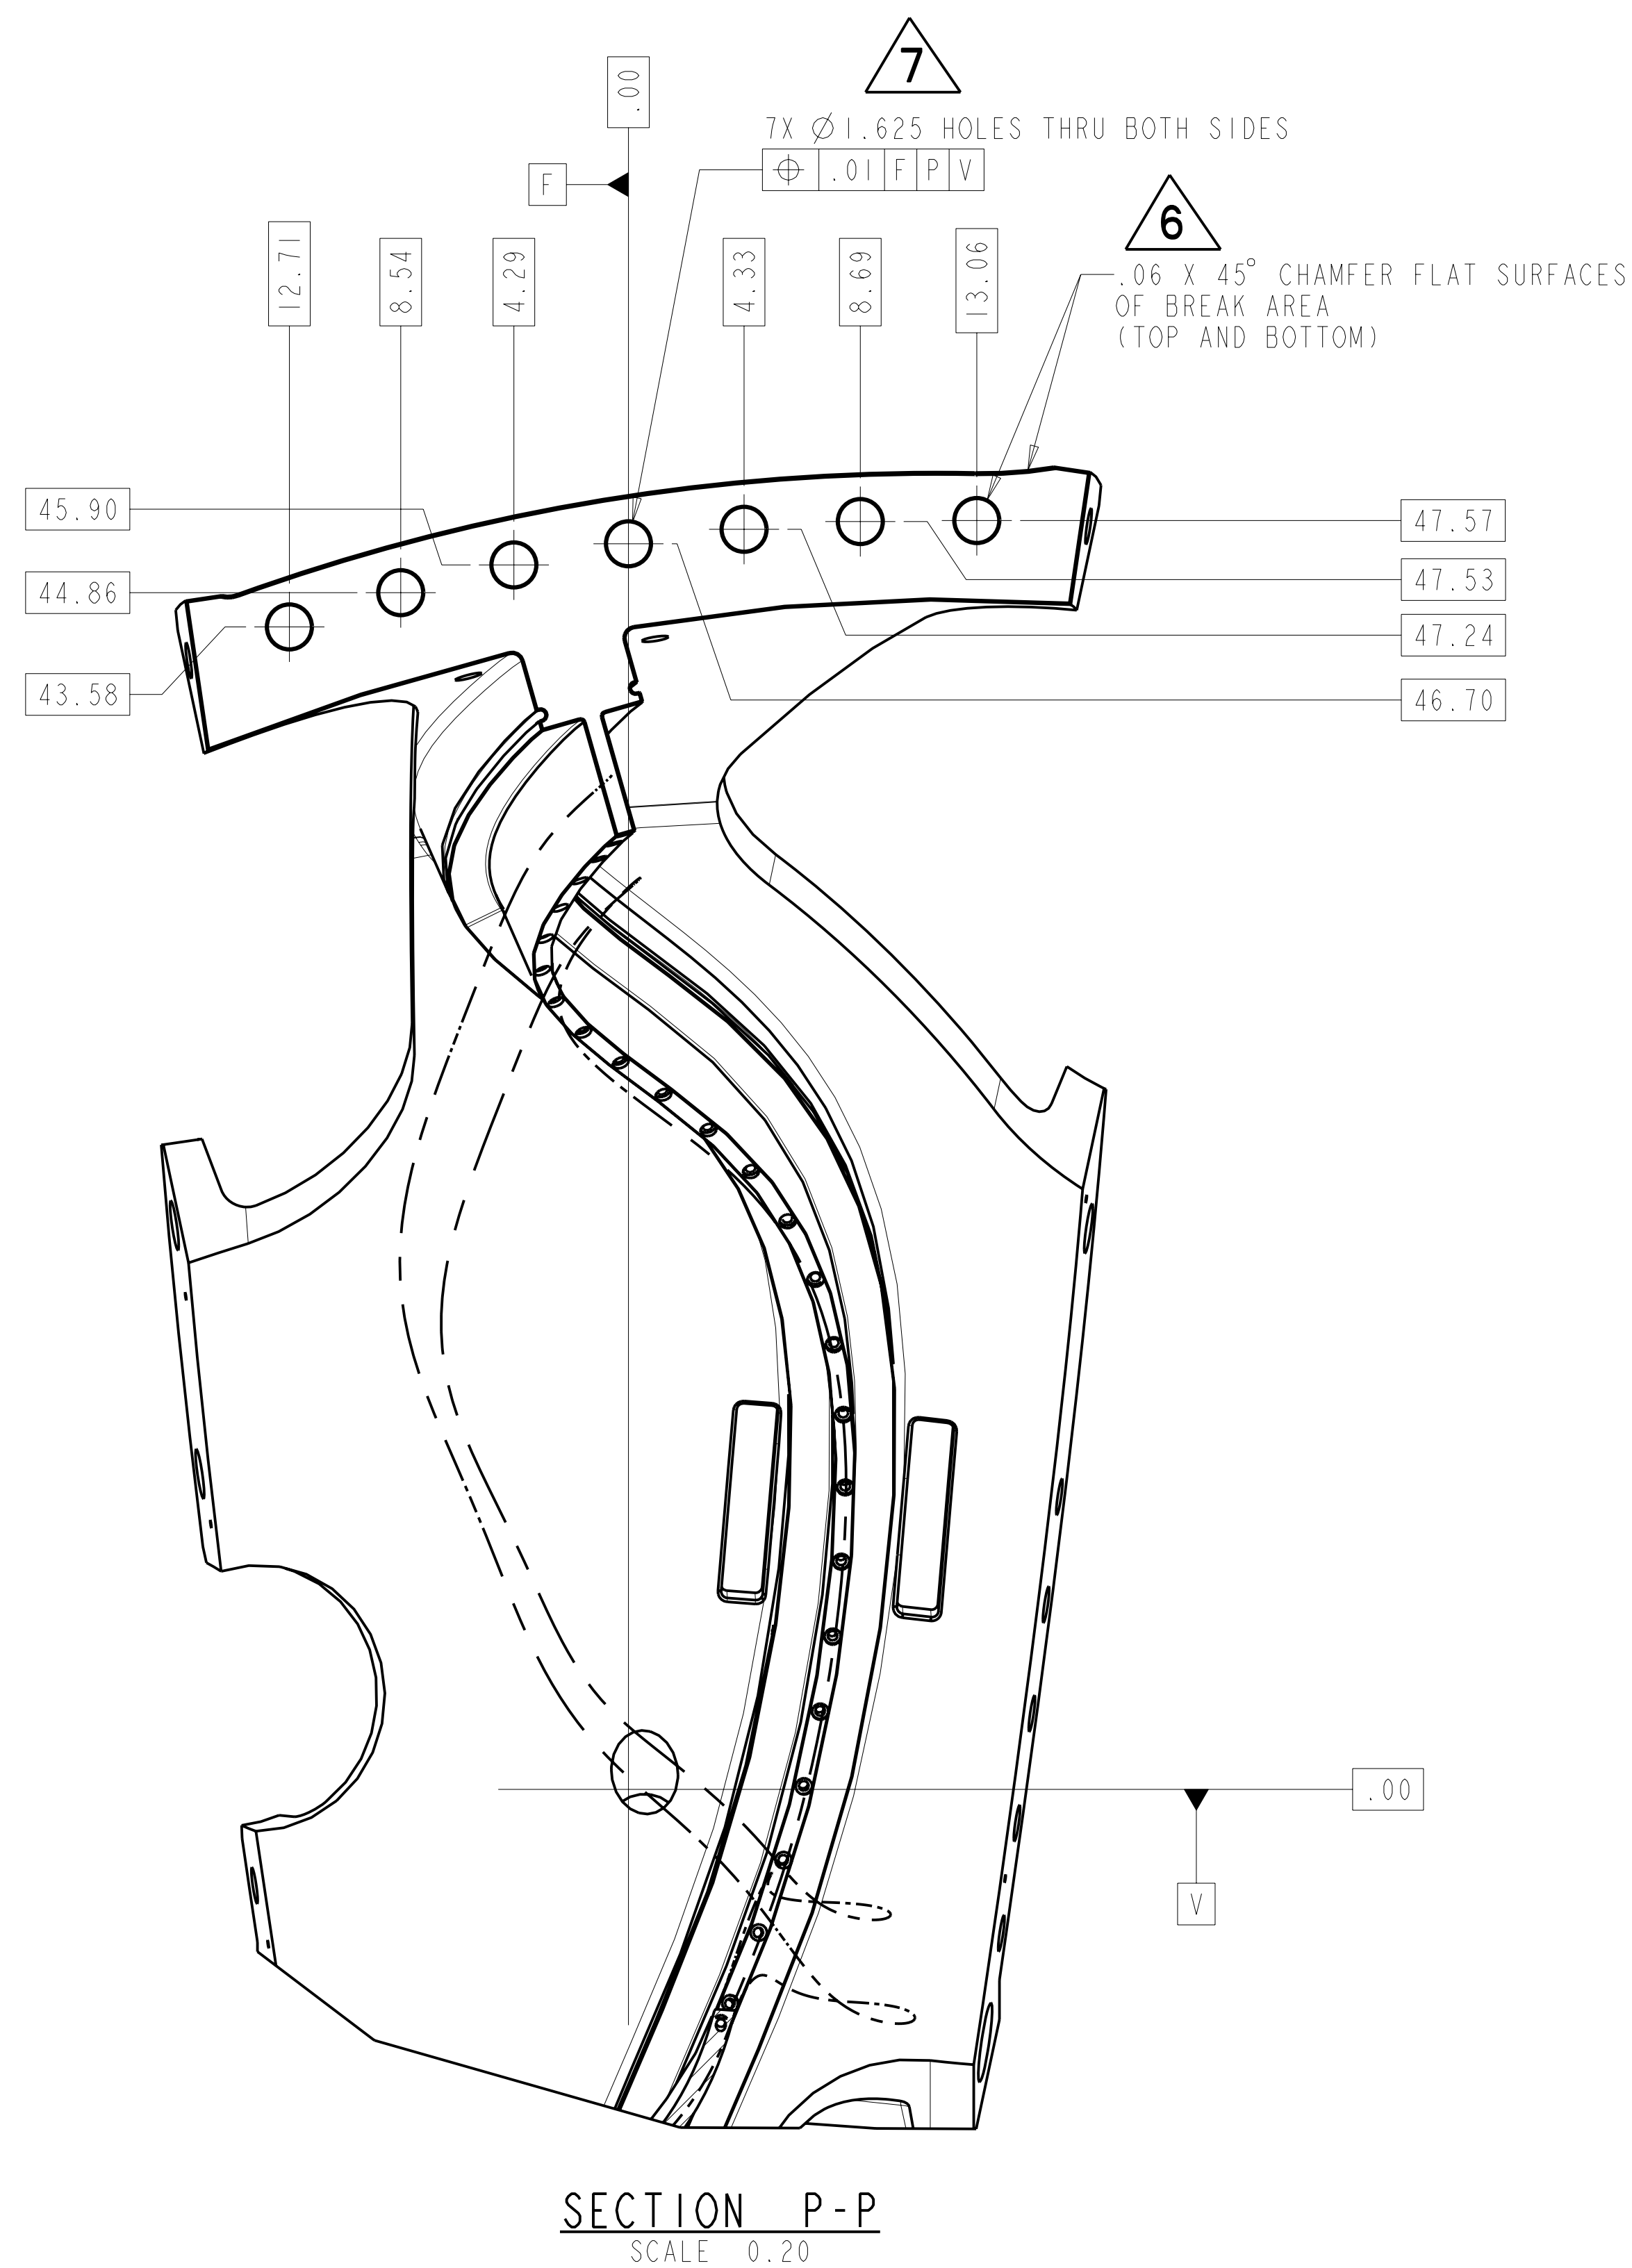 7
.00
7X Ø1.625 HOLES THRU BOTH SIDES
⌖ .01 F P V
F
6
12.71
8.54
4.29
4.33
8.69
13.06
.06 X 45° CHAMFER FLAT SURFACES
OF BREAK AREA
(TOP AND BOTTOM)
45.90
47.57
44.86
47.53
47.24
43.58
46.70
.00
V
SECTION P-P
SCALE 0.20